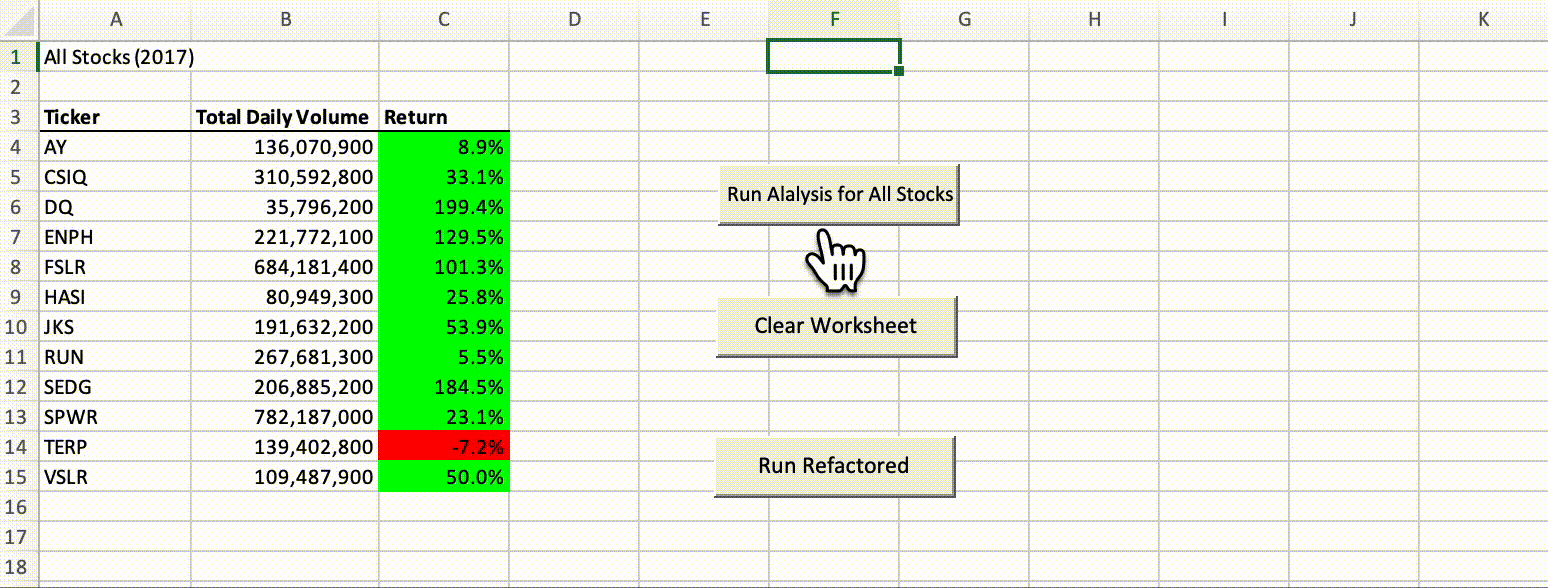 A B C D E F G H I J K
1 All Stocks (2017)
2
3 Ticker Total Daily Volume Return
4 AY 136,070,900 8.9%
5 CSIQ 310,592,800 33.1% Run Alalysis for All Stocks
6 DQ 35,796,200 199.4%
7 ENPH 221,772,100 129.5%
8 FSLR 684,181,400 101.3%
9 HASI 80,949,300 25.8%
10 JKS 191,632,200 53.9% Clear Worksheet
11 RUN 267,681,300 5.5%
12 SEDG 206,885,200 184.5%
13 SPWR 782,187,000 23.1%
14 TERP 139,402,800 -7.2%
15 VSLR 109,487,900 50.0% Run Refactored
16
17
18